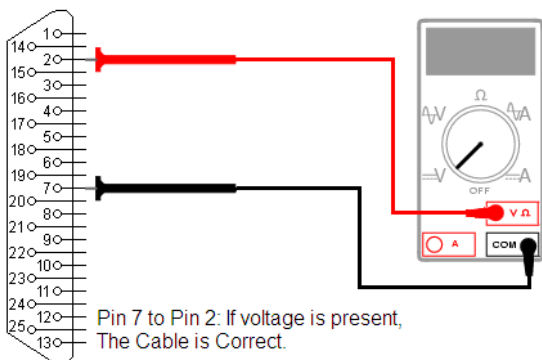 1
14
2
15
3
16
4
17
5
18
6
19
7
20
8
21
9
22
10
23
11
24
12
25
13
Ω
V
A
V
A
OFF
V Ω
A
COM
Pin 7 to Pin 2: If voltage is present,
The Cable is Correct.